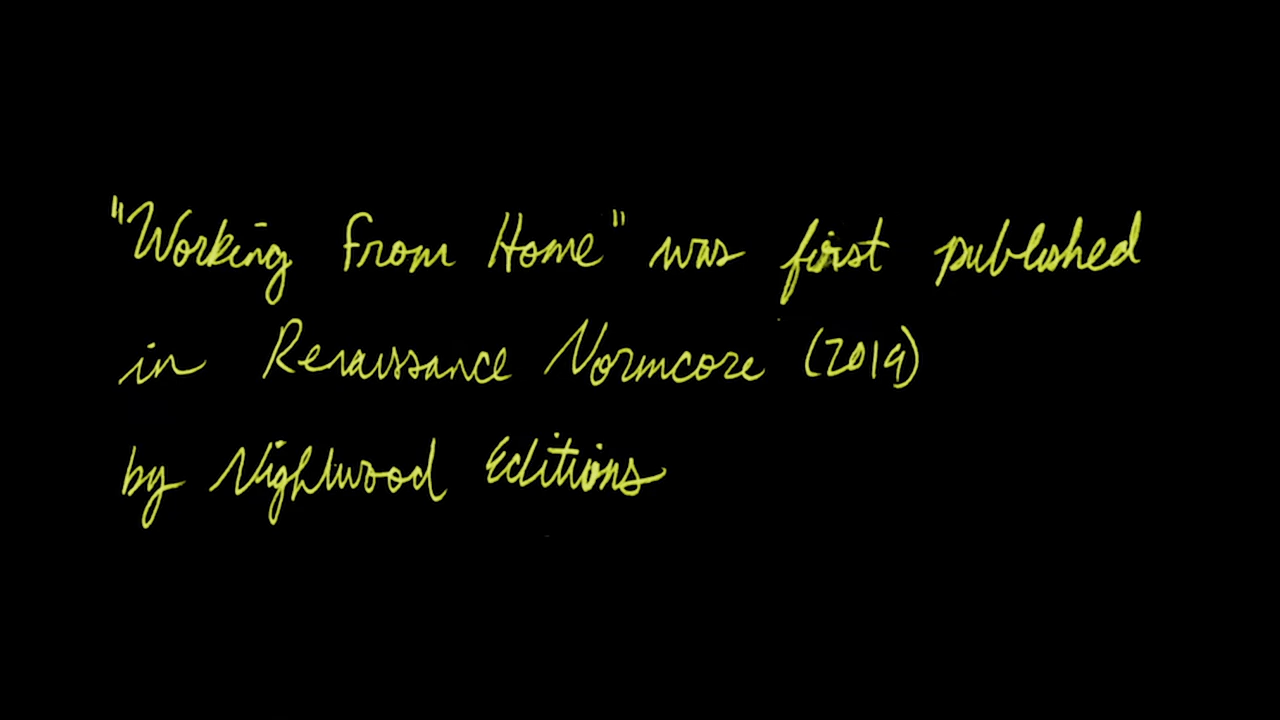 "Working From Home" was first published
in Renaissance Normcore (2019)
by Nightwood Editions